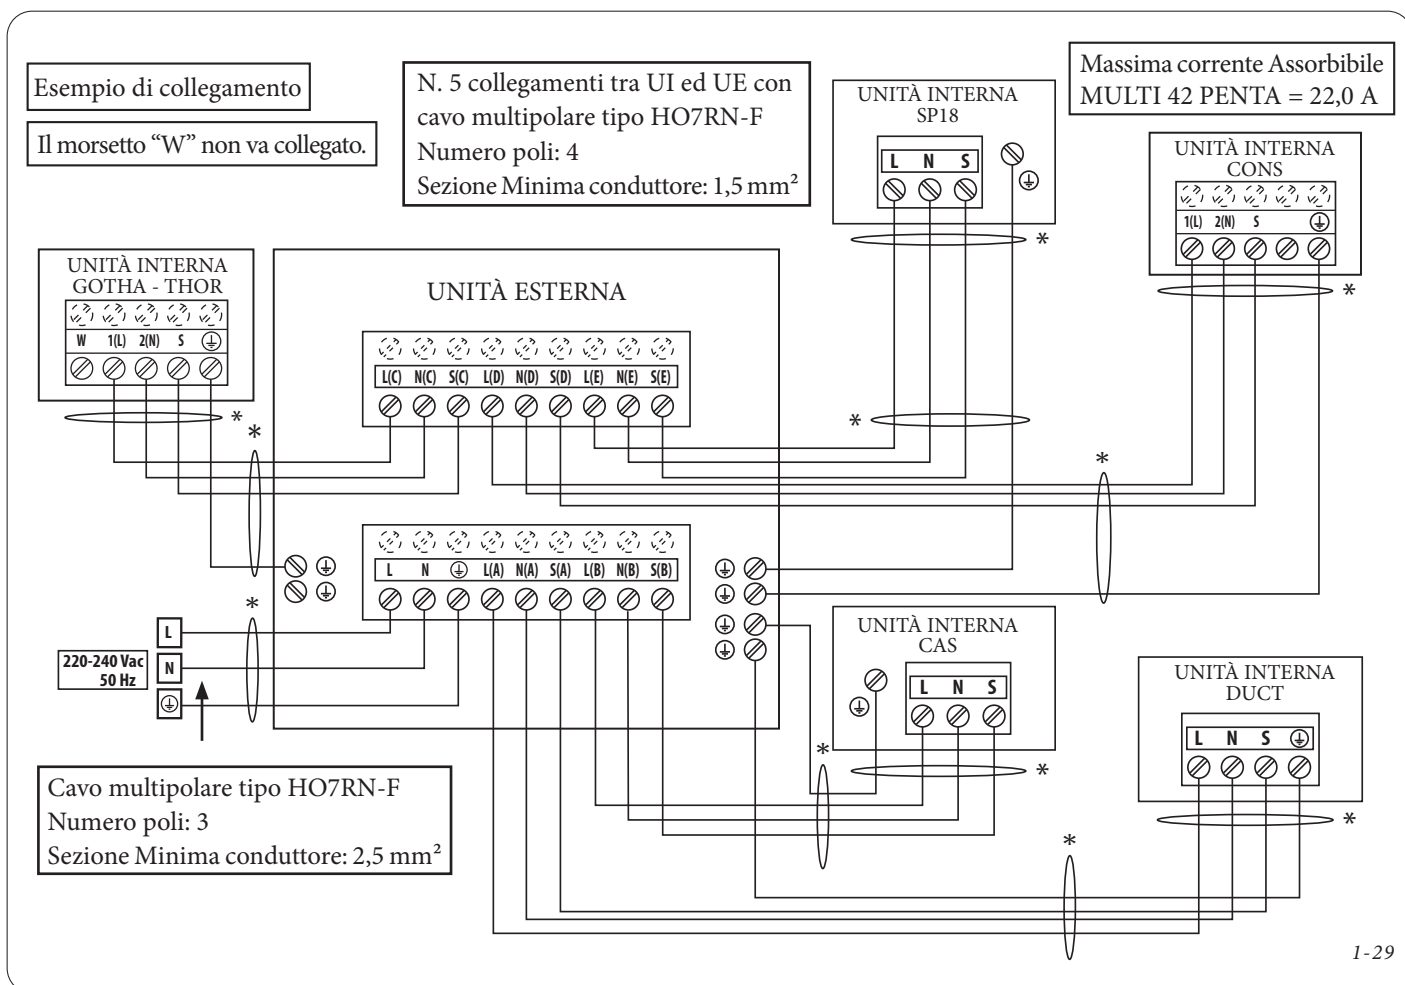 Esempio di collegamento
Il morsetto “W” non va collegato.
N. 5 collegamenti tra UI ed UE con
cavo multipolare tipo HO7RN-F
Numero poli: 4
Sezione Minima conduttore: 1,5 mm²
UNITÀ INTERNA
SP18
L N S
*
Massima corrente Assorbibile
MULTI 42 PENTA = 22,0 A
UNITÀ INTERNA
CONS
1(L) 2(N) S
*
UNITÀ INTERNA
GOTHA - THOR
W 1(L) 2(N) S
*
*
UNITÀ ESTERNA
L(C) N(C) S(C) L(D) N(D) S(D) L(E) N(E) S(E)
*
*
L N L(A) N(A) S(A) L(B) N(B) S(B)
*
220-240 Vac
50 Hz
L
N
Cavo multipolare tipo HO7RN-F
Numero poli: 3
Sezione Minima conduttore: 2,5 mm²
UNITÀ INTERNA
CAS
L N S
*
*
UNITÀ INTERNA
DUCT
L N S
*
*
1-29